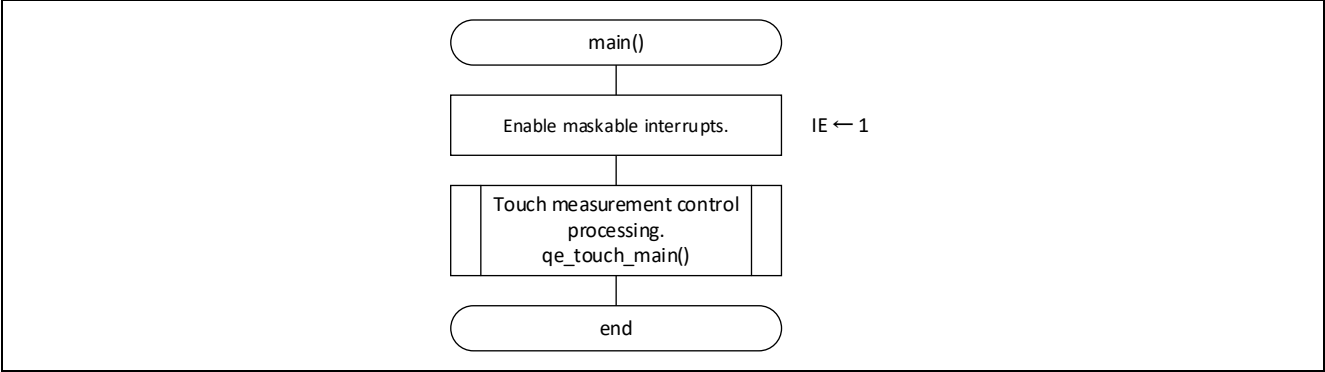 main()
Enable maskable interrupts.
IE ← 1
Touch measurement control
processing.
qe_touch_main()
end